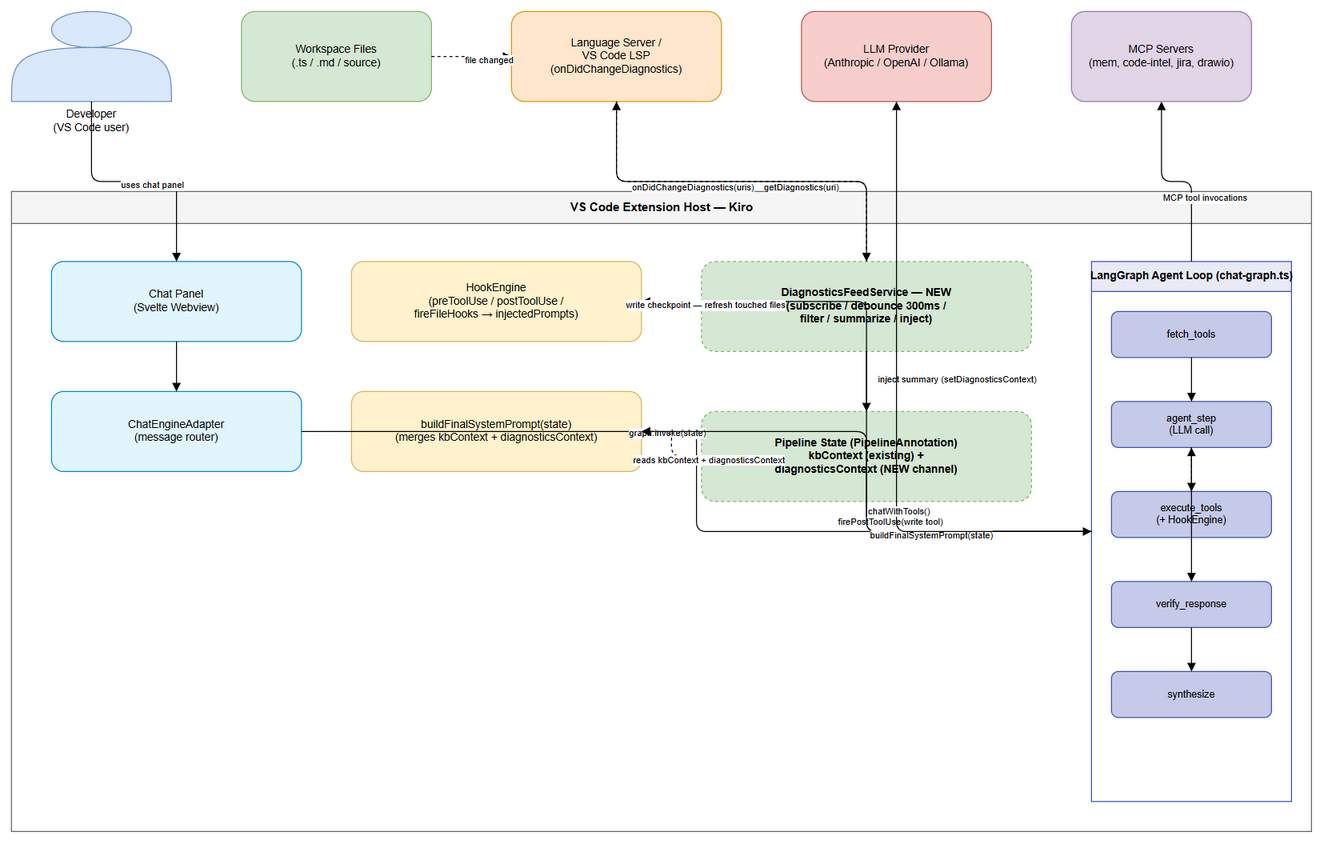 Workspace Files
(.ts / .md / source)
file changed
Language Server /
VS Code LSP
(onDidChangeDiagnostics)
LLM Provider
(Anthropic / OpenAI / Ollama)
MCP Servers
(mem, code-intel, jira, drawio)
Developer
(VS Code user)
uses chat panel
onDidChangeDiagnostics(uris)
getDiagnostics(uri)
MCP tool invocations
VS Code Extension Host — Kiro
Chat Panel
(Svelte Webview)
HookEngine
(preToolUse / postToolUse /
fireFileHooks → injectedPrompts)
write checkpoint — refresh touched files
DiagnosticsFeedService — NEW
(subscribe / debounce 300ms /
filter / summarize / inject)
LangGraph Agent Loop (chat-graph.ts)
fetch_tools
inject summary (setDiagnosticsContext)
ChatEngineAdapter
(message router)
buildFinalSystemPrompt(state)
(merges kbContext + diagnosticsContext)
graph.invoke(state)
reads kbContext + diagnosticsContext
Pipeline State (PipelineAnnotation)
kbContext (existing) +
diagnosticsContext (NEW channel)
agent_step
(LLM call)
chatWithTools()
firePostToolUse(write tool)
buildFinalSystemPrompt(state)
execute_tools
(+ HookEngine)
verify_response
synthesize